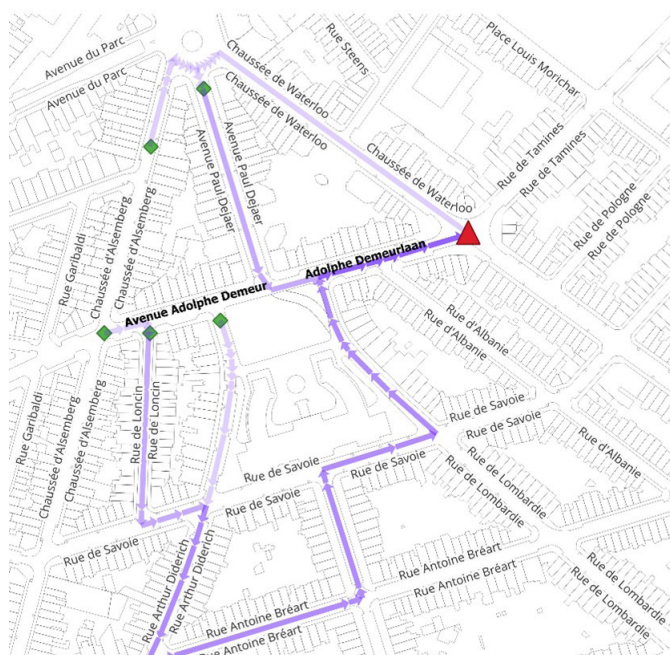 Avenue du Parc
Avenue du Parc
Chaussée de Waterloo
Chaussée de Waterloo
Rue Steens
Place Louis Morichar
Chaussée de Waterloo
Rue de Tamines
Rue de Tamines
Avenue Paul Dejaer
Avenue Paul Dejaer
Rue de Pologne
Rue de Pologne
Rue Garibaldi
Chaussée d'Alsemberg
Chaussée d'Alsemberg
Avenue Adolphe Demeur
Adolphe Demeurlaan
Rue d'Albanie
Rue d'Albanie
Rue Garibaldi
Chaussée d'Alsemberg
Chaussée d'Alsemberg
Rue de Loncin
Rue de Loncin
Rue de Savoie
Rue de Savoie
Rue de Savoie
Rue de Savoie
Rue de Savoie
Rue de Savoie
Rue d'Albanie
Rue de Lombardie
Rue de Lombardie
Rue Arthur Diderich
Rue Arthur Diderich
Rue Antoine Bréart
Rue Antoine Bréart
Rue de Lombardie
Rue de Lombardie
Rue Antoine Bréart
Rue Antoine Bréart